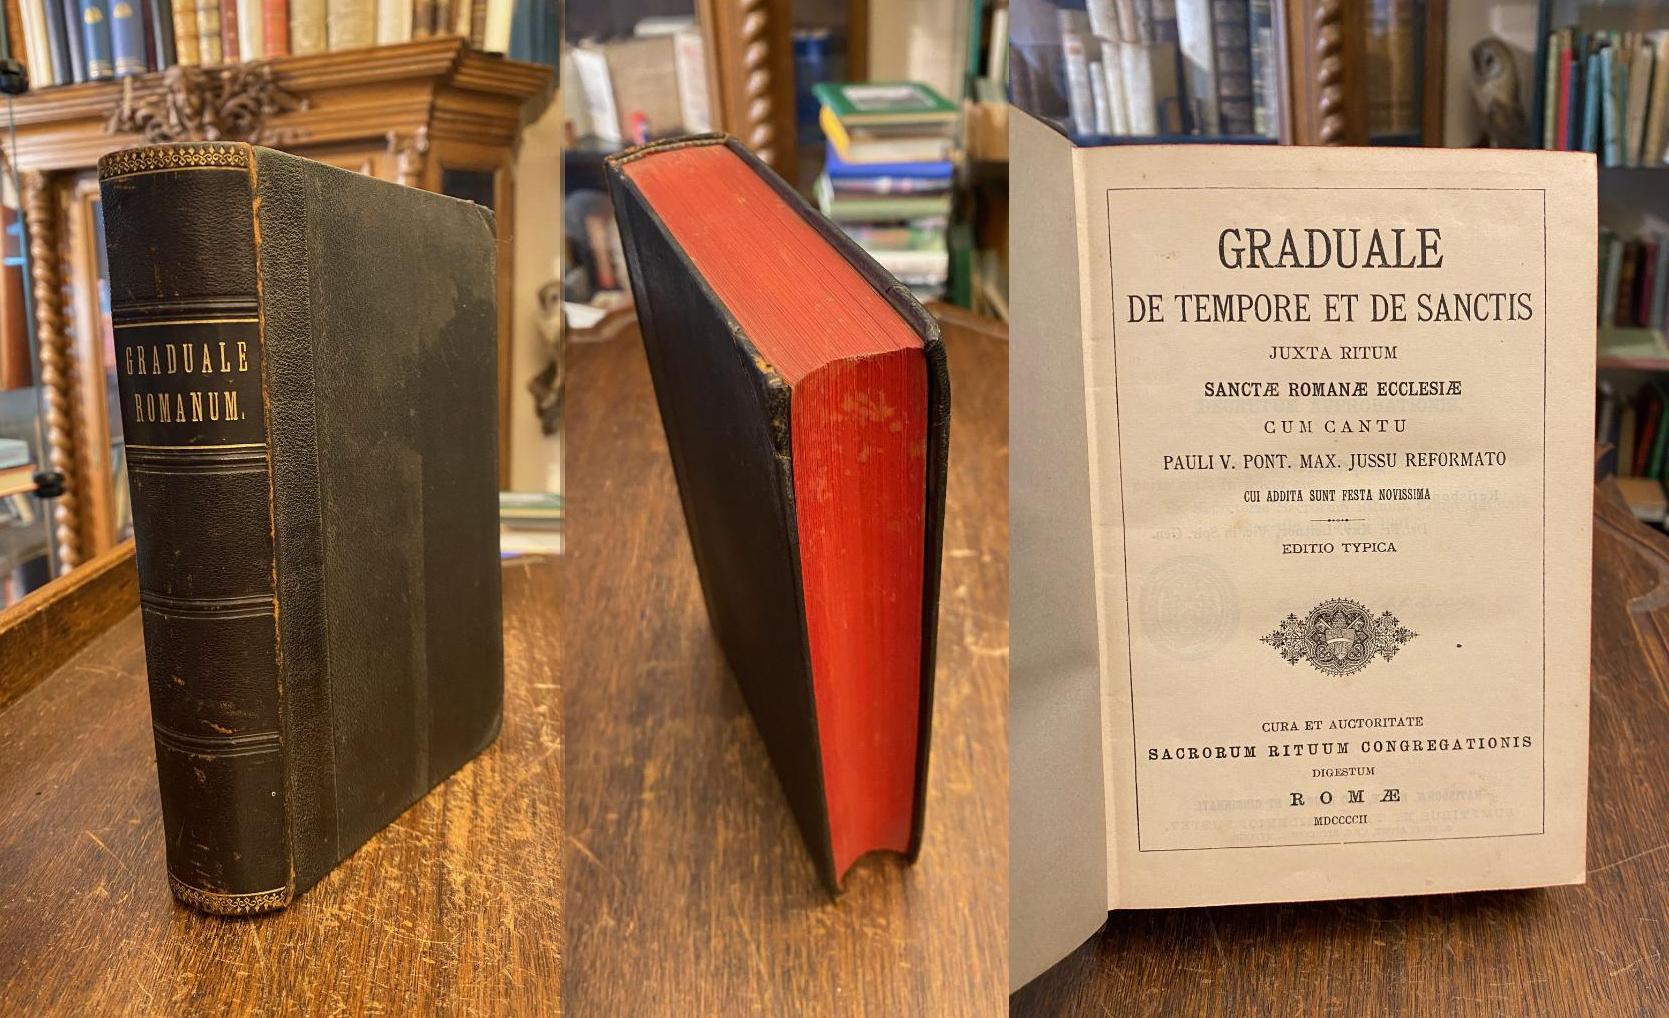 GRADUALE
ROMANUM.
GRADUALE
DE TEMPORE ET DE SANCTIS
JUXTA RITUM
SANCTÆ ROMANÆ ECCLESIÆ
CUM CANTU
PAULI V. PONT. MAX. JUSSU REFORMATO
CUI ADDITA SUNT FESTA NOVISSIMA
EDITIO TYPICA
CURA ET AUCTORITATE
SACRORUM RITUUM CONGREGATIONIS
DIGESTUM
ROMÆ
MDCCCCII